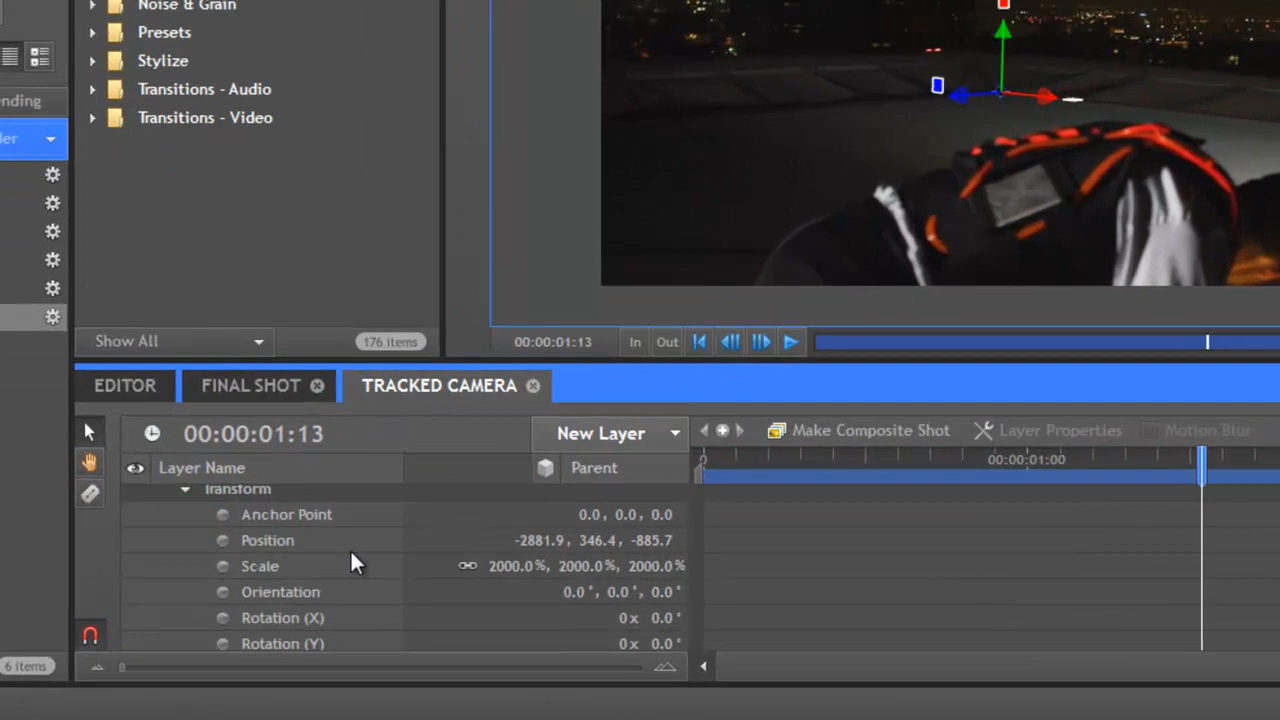 Noise & Grain
Presets
Stylize
Transitions - Audio
Transitions - Video
Show All
176 items
6 items
00:00:01:13
In
Out
EDITOR
FINAL SHOT
TRACKED CAMERA
00:00:01:13
New Layer
Make Composite Shot
Layer Properties
Motion Blur
Layer Name
Parent
0
00:00:01:00
Transform
Anchor Point 0.0, 0.0, 0.0
Position -2881.9, 346.4, -885.7
Scale 2000.0%, 2000.0%, 2000.0%
Orientation 0.0°, 0.0°, 0.0°
Rotation (X) 0x 0.0°
Rotation (Y) 0x 0.0°